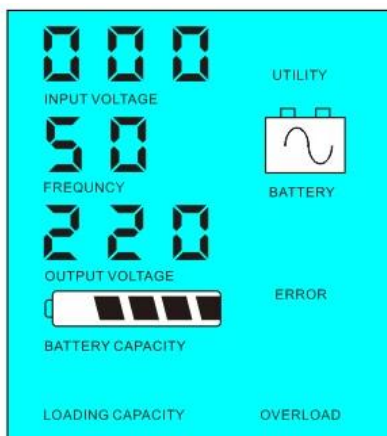 000
UTILITY
INPUT VOLTAGE
50
FREQUNCY
BATTERY
220
OUTPUT VOLTAGE
ERROR
BATTERY CAPACITY
LOADING CAPACITY
OVERLOAD